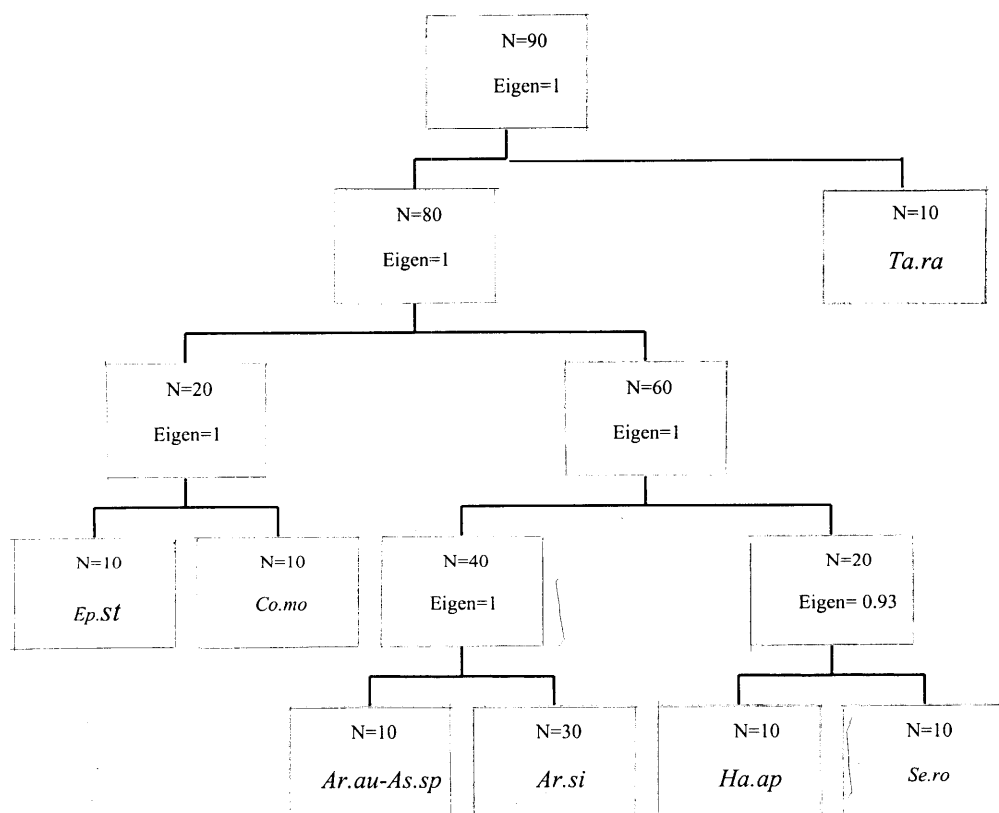 N=90
Eigen=1
N=80
Eigen=1
N=10
Ta.ra
N=20
Eigen=1
N=60
Eigen=1
N=10
Ep.st
N=10
Co.mo
N=40
Eigen=1
N=20
Eigen= 0.93
N=10
Ar.au-As.sp
N=30
Ar.si
N=10
Ha.ap
N=10
Se.ro